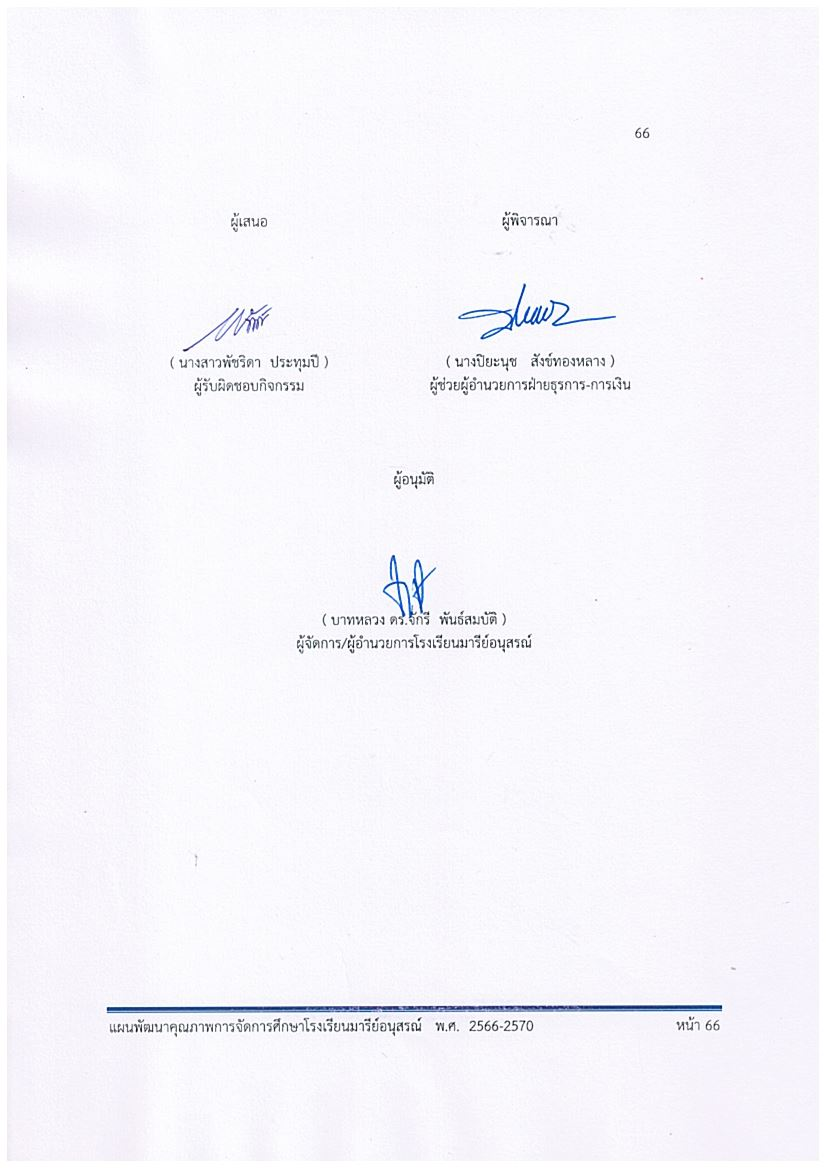 66
ผู้เสนอ ผู้พิจารณา
( นางสาวพัชริดา ประทุมปี ) ( นางปิยะนุช สังข์ทองหลาง )
ผู้รับผิดชอบกิจกรรม ผู้ช่วยผู้อำนวยการฝ่ายธุรการ-การเงิน
ผู้อนุมัติ
( บาทหลวง ดร.จักรี พันธ์สมบัติ )
ผู้จัดการ/ผู้อำนวยการโรงเรียนมารีย์อนุสรณ์
แผนพัฒนาคุณภาพการจัดการศึกษาโรงเรียนมารีย์อนุสรณ์ พ.ศ. 2566-2570 หน้า 66